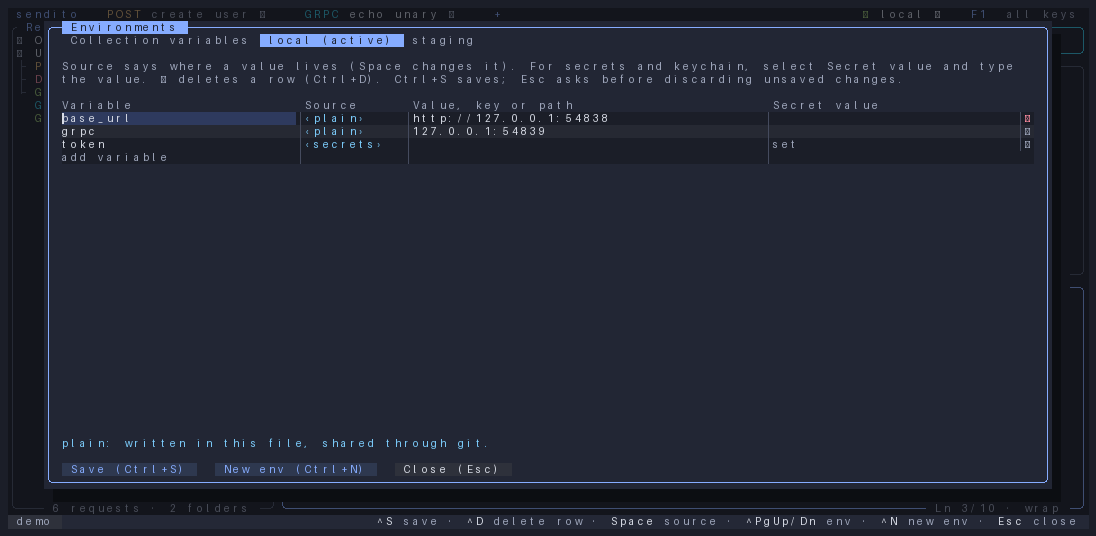 sendito POST create user GRPC echo unary + local F1 all keys
Re
Environments
O Collection variables local (active) staging
U
P Source says where a value lives (Space changes it). For secrets and keychain, select Secret value and type
D the value. deletes a row (Ctrl+D). Ctrl+S saves; Esc asks before discarding unsaved changes.
G
G Variable Source Value, key or path Secret value
G base_url ‹plain› http://127.0.0.1:54838
grpc ‹plain› 127.0.0.1:54839
token ‹secrets› set
add variable
plain: written in this file, shared through git.
Save (Ctrl+S) New env (Ctrl+N) Close (Esc)
6 requests · 2 folders Ln 3/10 · wrap
demo ^S save · ^D delete row · Space source · ^PgUp/Dn env · ^N new env · Esc close